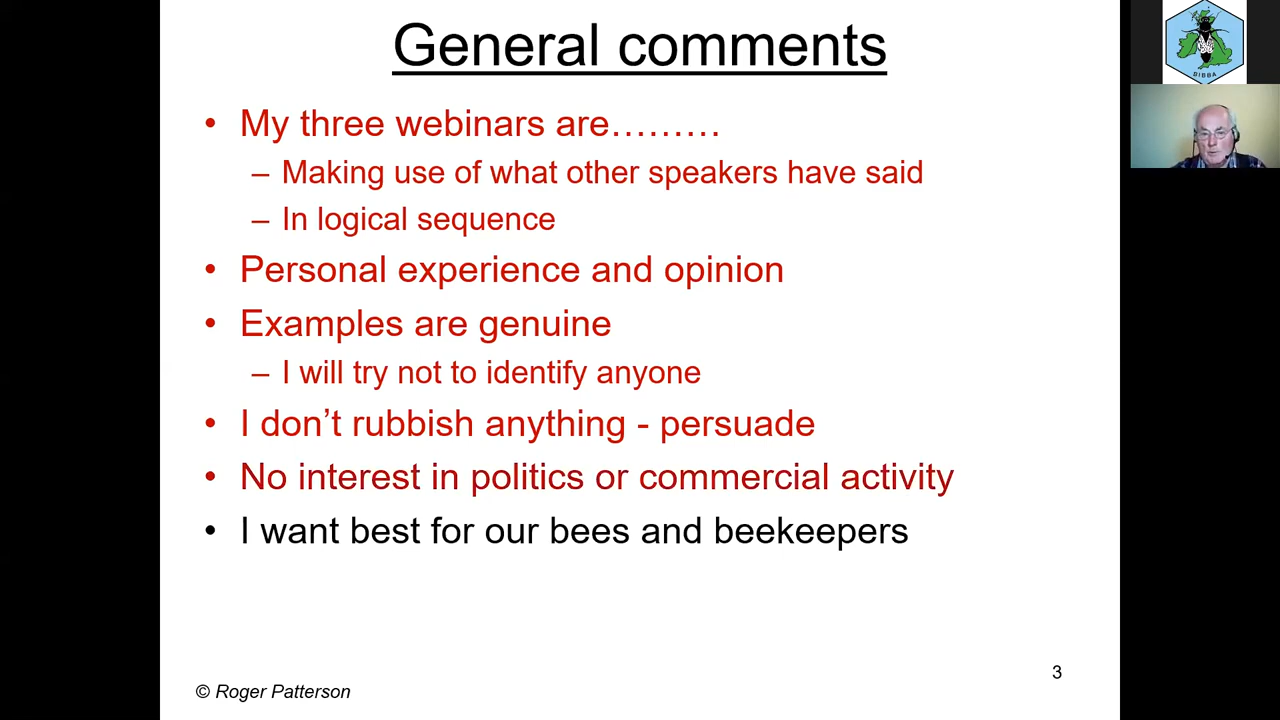 General comments
• My three webinars are………
– Making use of what other speakers have said
– In logical sequence
• Personal experience and opinion
• Examples are genuine
– I will try not to identify anyone
• I don’t rubbish anything - persuade
• No interest in politics or commercial activity
• I want best for our bees and beekeepers
3
© Roger Patterson
BIBBA